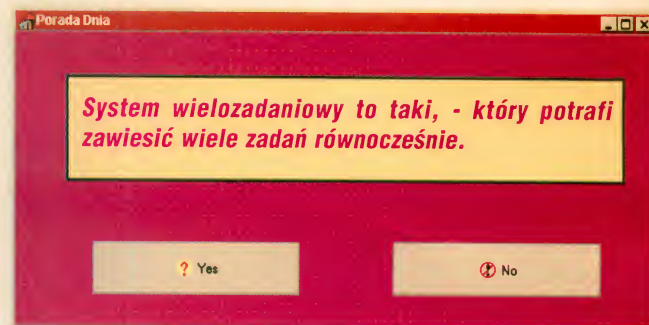 Porada Dnia
System wielozadaniowy to taki, - który potrafi
zawiesić wiele zadań równocześnie.
Yes
No